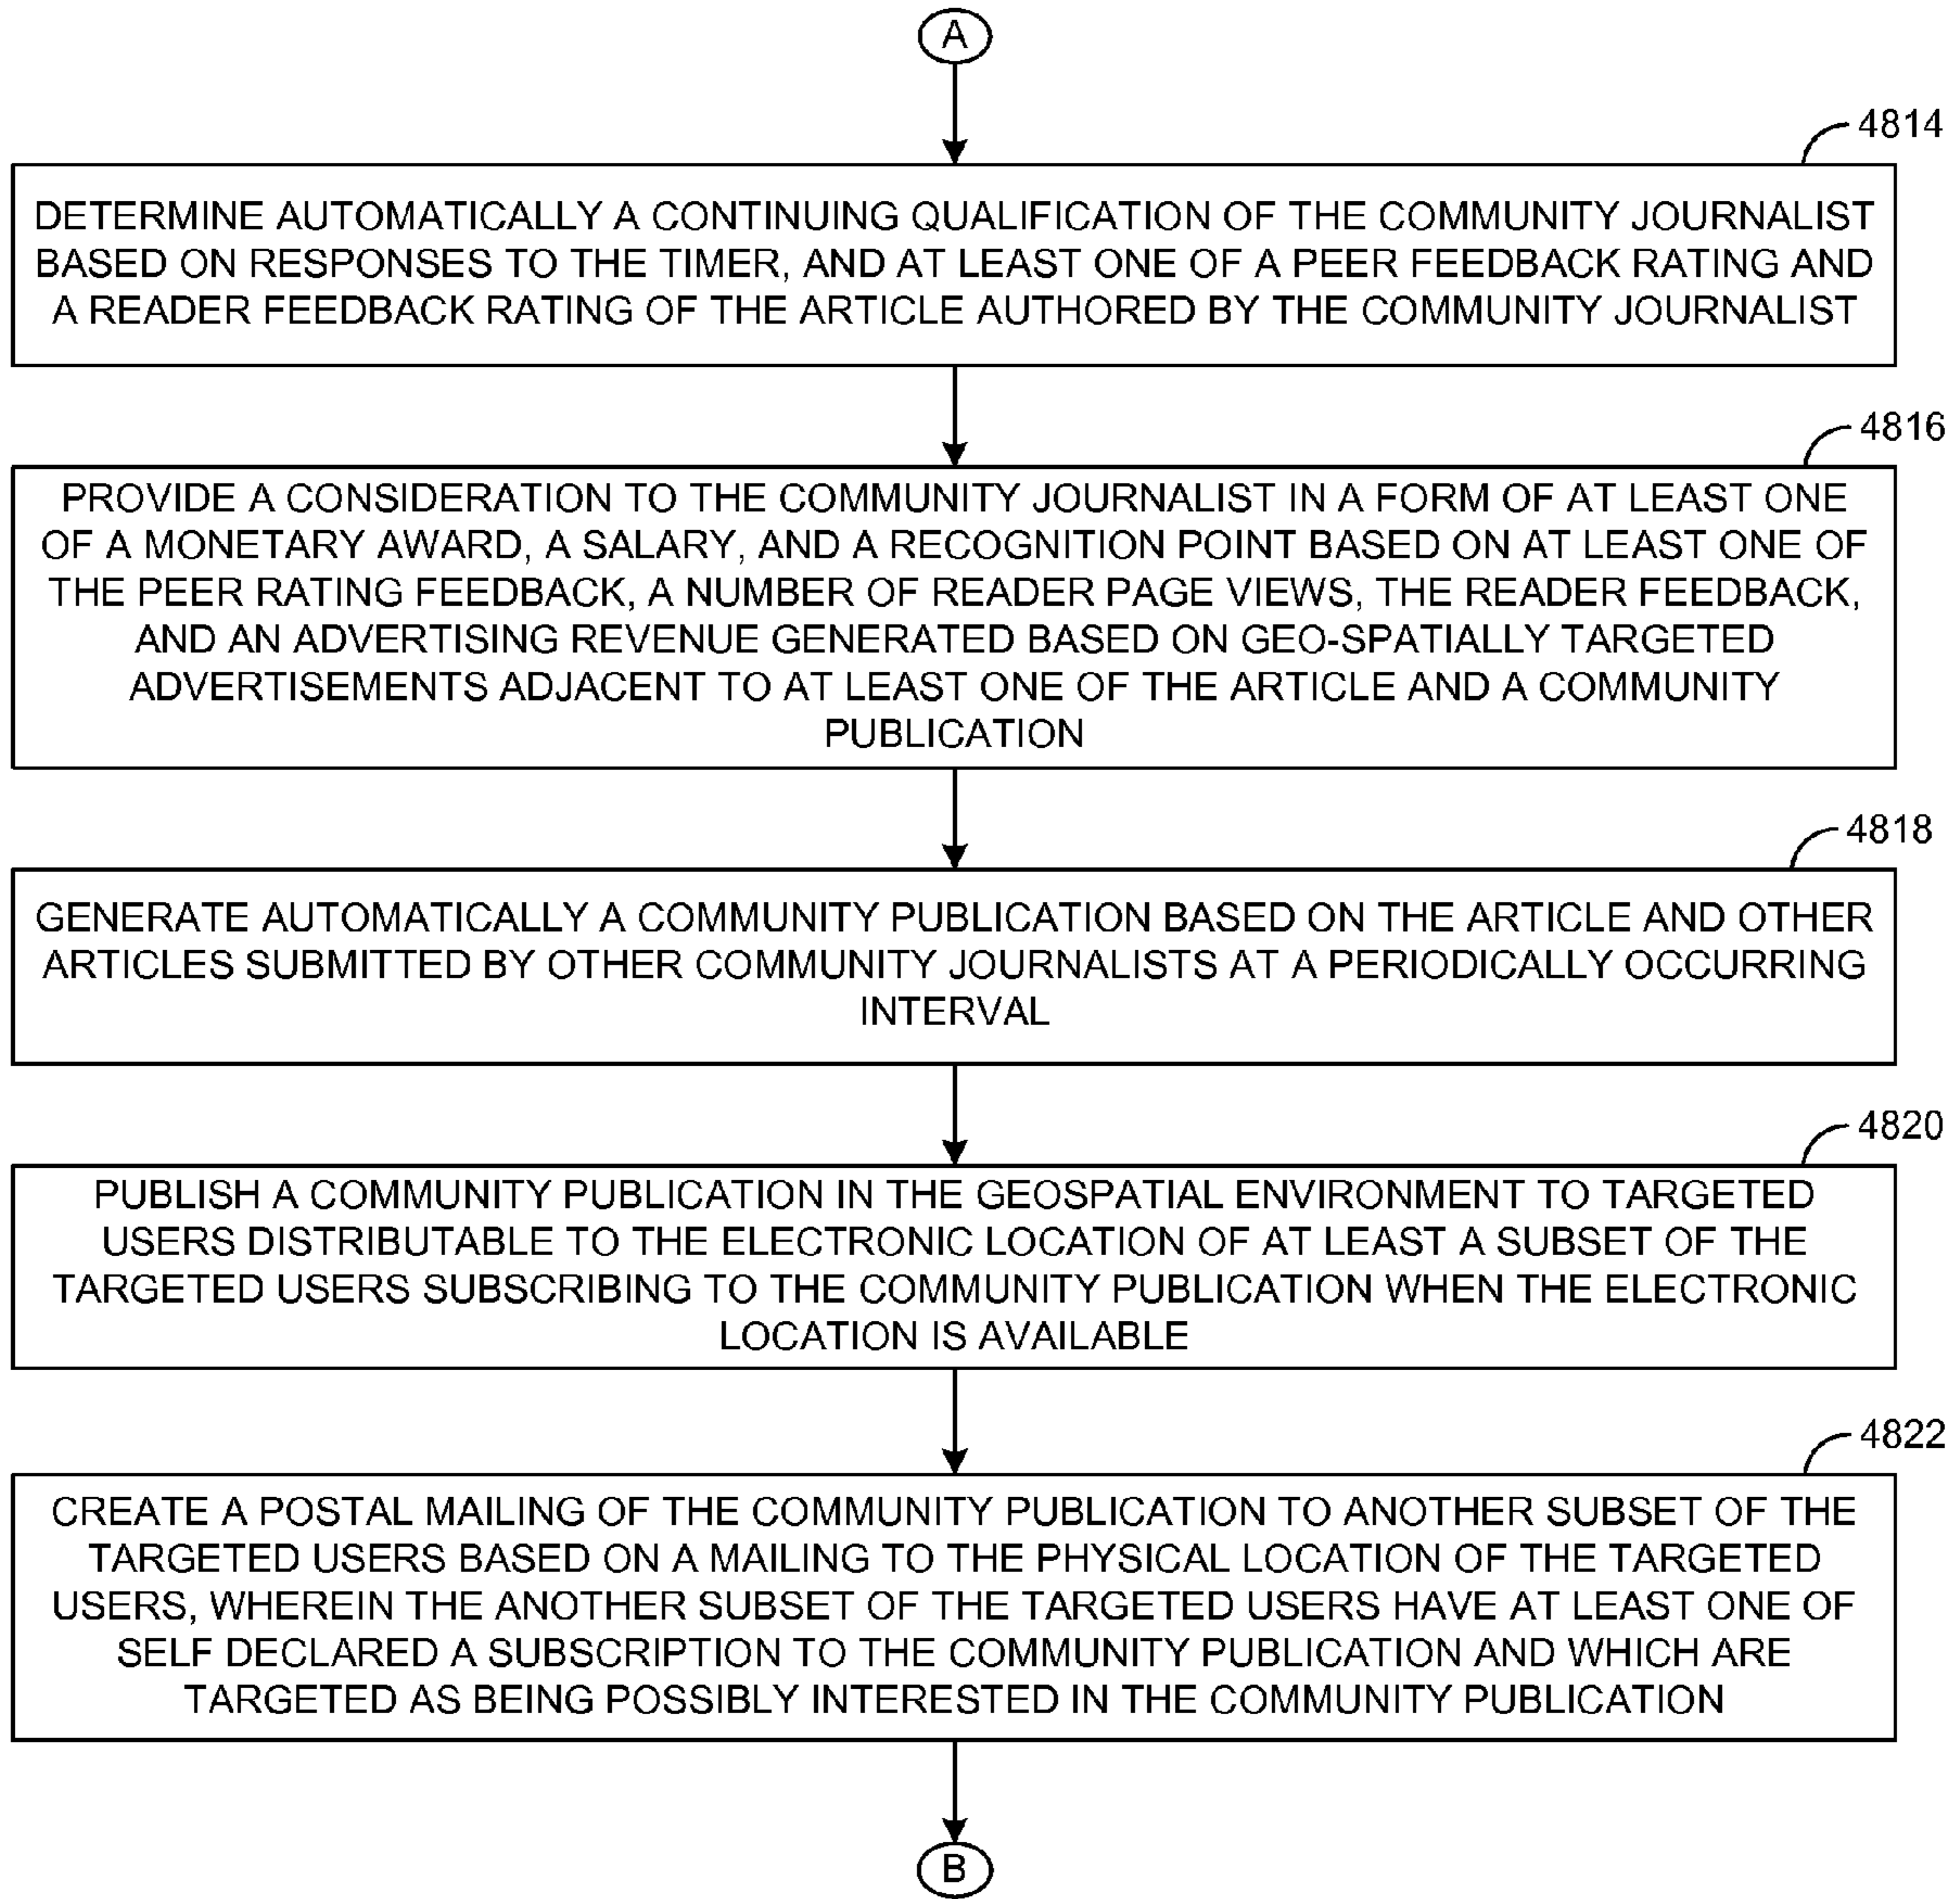 A
4814
DETERMINE AUTOMATICALLY A CONTINUING QUALIFICATION OF THE COMMUNITY JOURNALIST
BASED ON RESPONSES TO THE TIMER, AND AT LEAST ONE OF A PEER FEEDBACK RATING AND
A READER FEEDBACK RATING OF THE ARTICLE AUTHORED BY THE COMMUNITY JOURNALIST
4816
PROVIDE A CONSIDERATION TO THE COMMUNITY JOURNALIST IN A FORM OF AT LEAST ONE
OF A MONETARY AWARD, A SALARY, AND A RECOGNITION POINT BASED ON AT LEAST ONE OF
THE PEER RATING FEEDBACK, A NUMBER OF READER PAGE VIEWS, THE READER FEEDBACK,
AND AN ADVERTISING REVENUE GENERATED BASED ON GEO-SPATIALLY TARGETED
ADVERTISEMENTS ADJACENT TO AT LEAST ONE OF THE ARTICLE AND A COMMUNITY
PUBLICATION
4818
GENERATE AUTOMATICALLY A COMMUNITY PUBLICATION BASED ON THE ARTICLE AND OTHER
ARTICLES SUBMITTED BY OTHER COMMUNITY JOURNALISTS AT A PERIODICALLY OCCURRING
INTERVAL
4820
PUBLISH A COMMUNITY PUBLICATION IN THE GEOSPATIAL ENVIRONMENT TO TARGETED
USERS DISTRIBUTABLE TO THE ELECTRONIC LOCATION OF AT LEAST A SUBSET OF THE
TARGETED USERS SUBSCRIBING TO THE COMMUNITY PUBLICATION WHEN THE ELECTRONIC
LOCATION IS AVAILABLE
4822
CREATE A POSTAL MAILING OF THE COMMUNITY PUBLICATION TO ANOTHER SUBSET OF THE
TARGETED USERS BASED ON A MAILING TO THE PHYSICAL LOCATION OF THE TARGETED
USERS, WHEREIN THE ANOTHER SUBSET OF THE TARGETED USERS HAVE AT LEAST ONE OF
SELF DECLARED A SUBSCRIPTION TO THE COMMUNITY PUBLICATION AND WHICH ARE
TARGETED AS BEING POSSIBLY INTERESTED IN THE COMMUNITY PUBLICATION
B